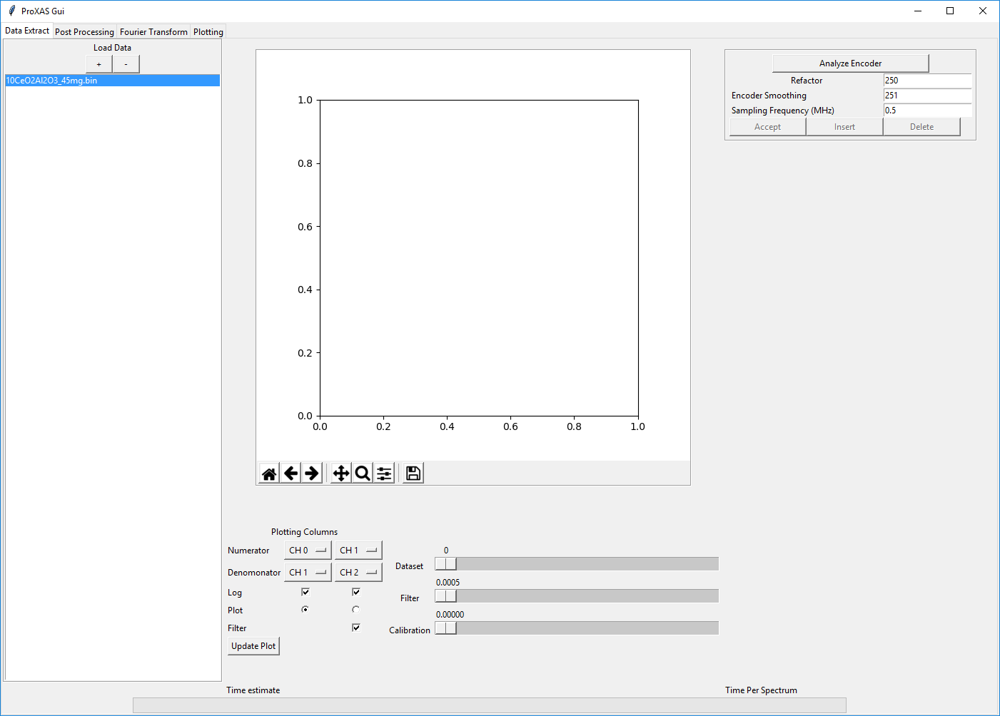 ProXAS Gui
Data Extract Post Processing Fourier Transform Plotting
Load Data
+ -
10CeO2Al2O3_45mg.bin
1.0
0.8
0.6
0.4
0.2
0.0
0.0 0.2 0.4 0.6 0.8 1.0
Analyze Encoder
Refactor 250
Encoder Smoothing 251
Sampling Frequency (MHz) 0.5
Accept Insert Delete
Plotting Columns
Numerator CH 0 CH 1
Denomonator CH 1 CH 2
Log
Plot
Filter
Update Plot
0
Dataset
0.0005
Filter
0.00000
Calibration
Time estimate
Time Per Spectrum